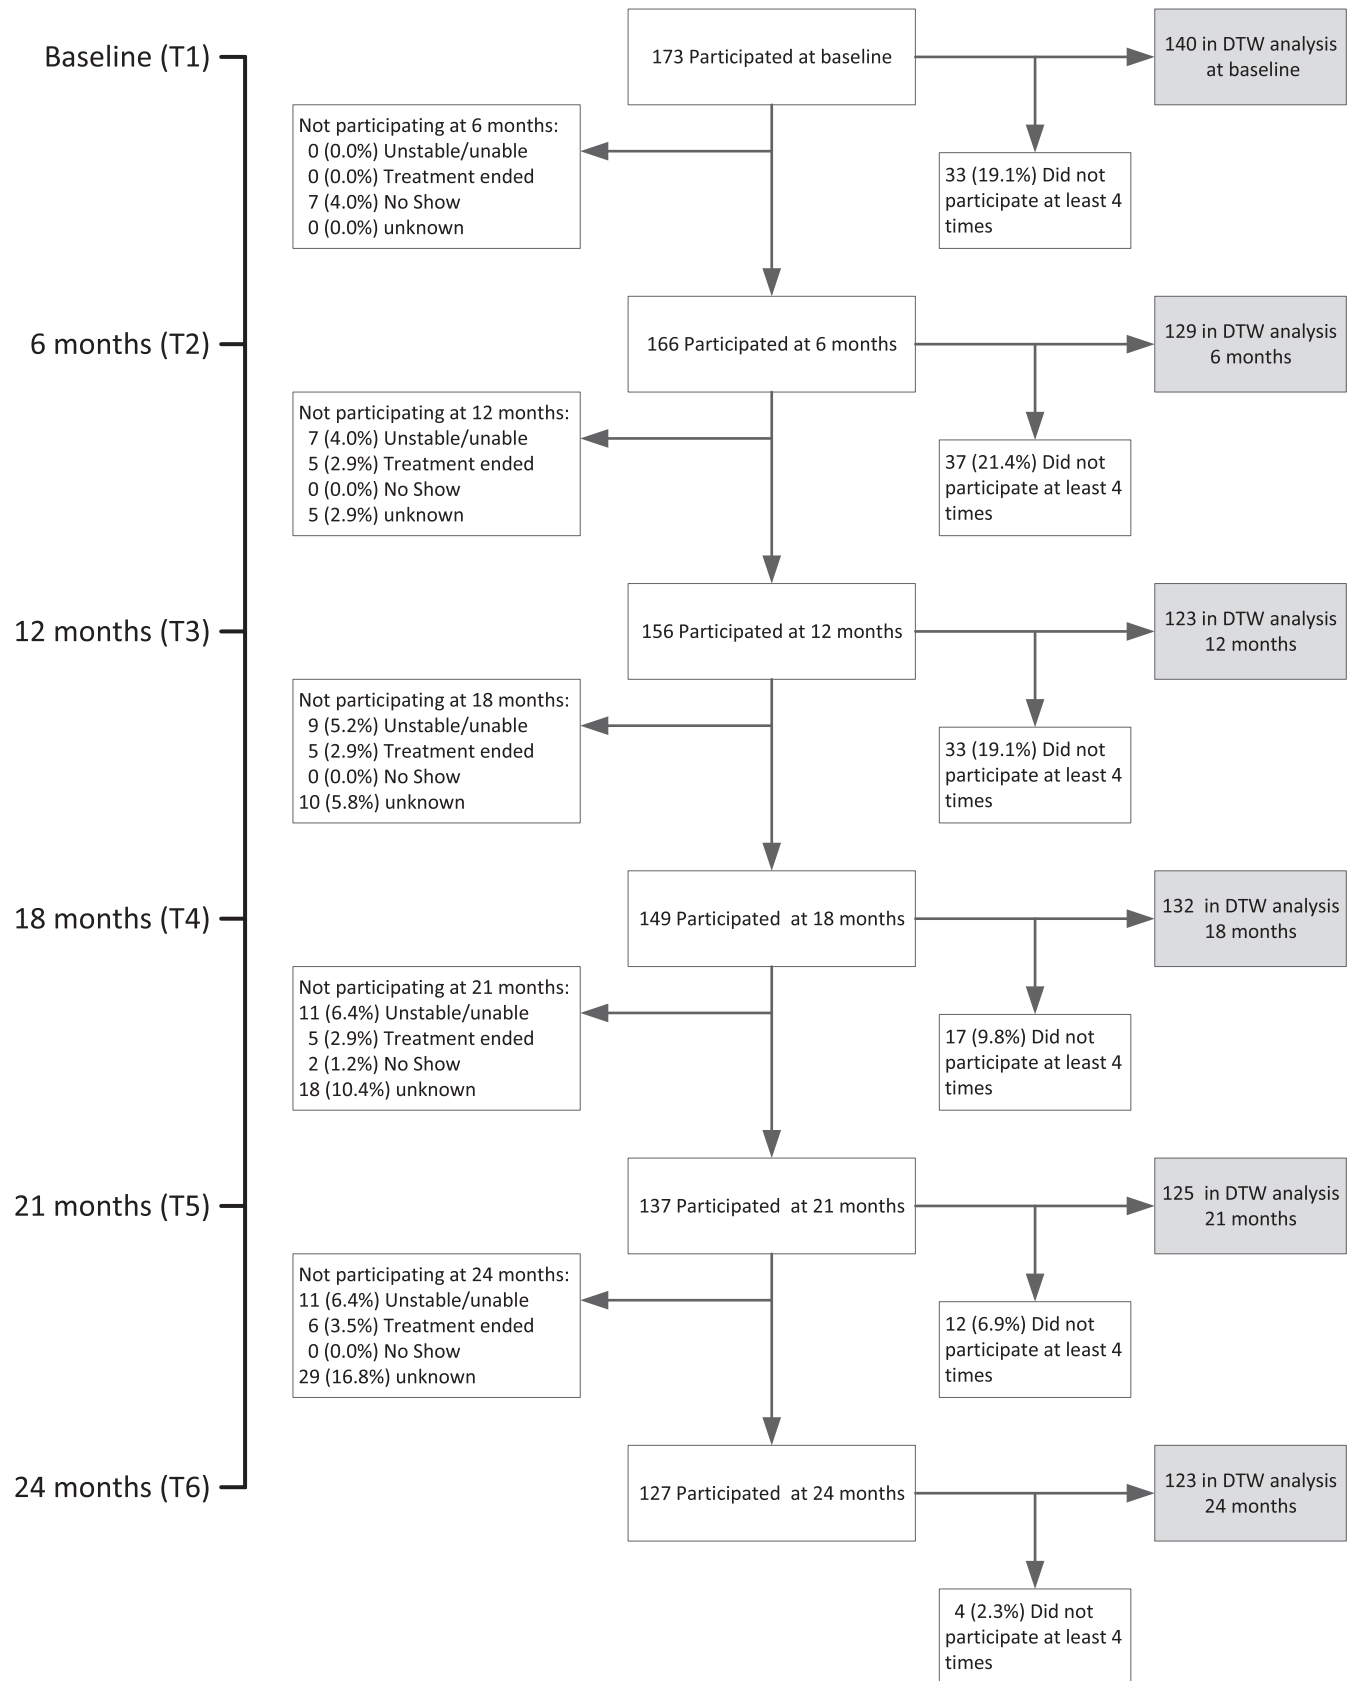 Baseline (T1)
173 Participated at baseline
140 in DTW analysis
at baseline
Not participating at 6 months:
0 (0.0%) Unstable/unable
0 (0.0%) Treatment ended
7 (4.0%) No Show
0 (0.0%) unknown
33 (19.1%) Did not
participate at least 4
times
6 months (T2)
166 Participated at 6 months
129 in DTW analysis
6 months
Not participating at 12 months:
7 (4.0%) Unstable/unable
5 (2.9%) Treatment ended
0 (0.0%) No Show
5 (2.9%) unknown
37 (21.4%) Did not
participate at least 4
times
12 months (T3)
156 Participated at 12 months
123 in DTW analysis
12 months
Not participating at 18 months:
9 (5.2%) Unstable/unable
5 (2.9%) Treatment ended
0 (0.0%) No Show
10 (5.8%) unknown
33 (19.1%) Did not
participate at least 4
times
18 months (T4)
149 Participated at 18 months
132 in DTW analysis
18 months
Not participating at 21 months:
11 (6.4%) Unstable/unable
5 (2.9%) Treatment ended
2 (1.2%) No Show
18 (10.4%) unknown
17 (9.8%) Did not
participate at least 4
times
21 months (T5)
137 Participated at 21 months
125 in DTW analysis
21 months
Not participating at 24 months:
11 (6.4%) Unstable/unable
6 (3.5%) Treatment ended
0 (0.0%) No Show
29 (16.8%) unknown
12 (6.9%) Did not
participate at least 4
times
24 months (T6)
127 Participated at 24 months
123 in DTW analysis
24 months
4 (2.3%) Did not
participate at least 4
times